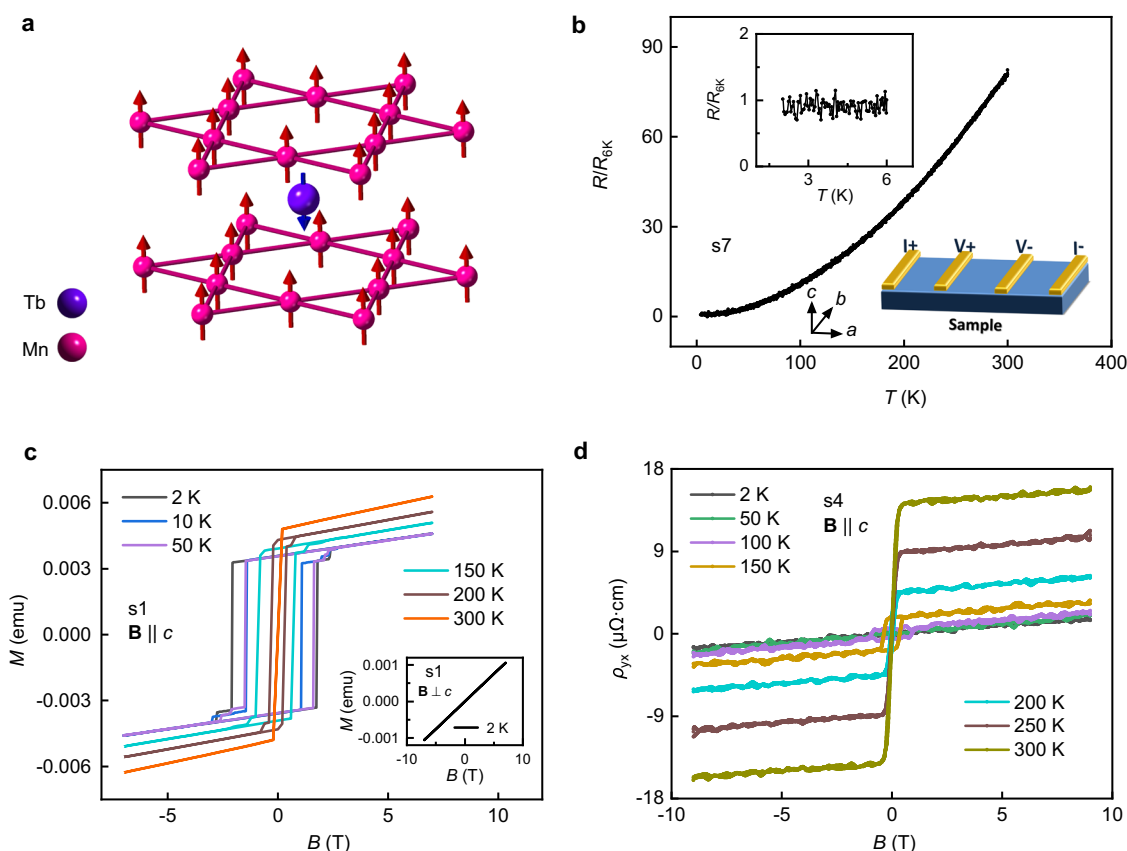 a
Tb
Mn
b
90
60
30
0
R/R6K
0
100
200
300
400
T (K)
s7
2
1
0
R/R6K
3
6
T (K)
I+ V+ V- I-
Sample
c
b
a
c
0.006
0.003
0.000
-0.003
-0.006
M (emu)
-5
0
5
B (T)
2 K
10 K
50 K
150 K
200 K
300 K
s1
B || c
0.001
0.000
-0.001
M (emu)
s1
B ⊥ c
2 K
-10
0
10
B (T)
d
18
9
0
-9
-18
ρyx (μΩ·cm)
-10
-5
0
5
10
B (T)
2 K
50 K
100 K
150 K
s4
B || c
200 K
250 K
300 K